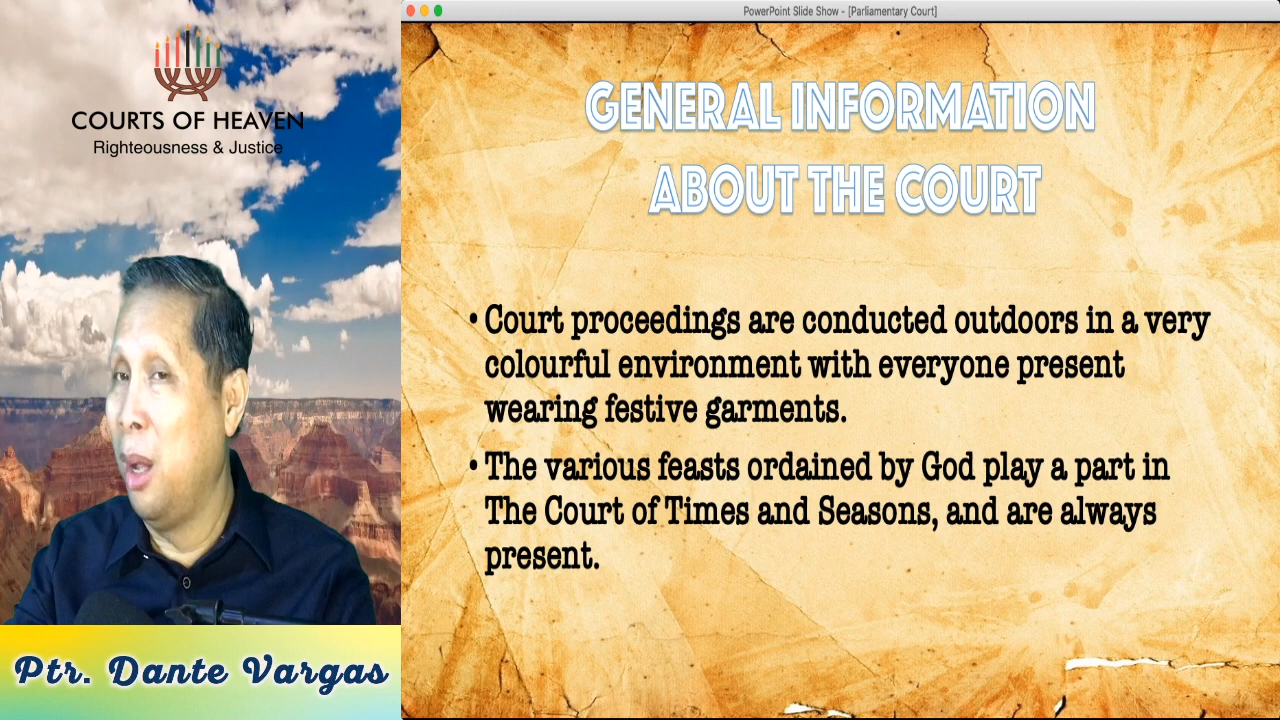 COURTS OF HEAVEN
Righteousness & Justice
Ptr. Dante Vargas
PowerPoint Slide Show - [Parliamentary Court]
GENERAL INFORMATION
ABOUT THE COURT
• Court proceedings are conducted outdoors in a very
colourful environment with everyone present
wearing festive garments.
• The various feasts ordained by God play a part in
The Court of Times and Seasons, and are always
present.